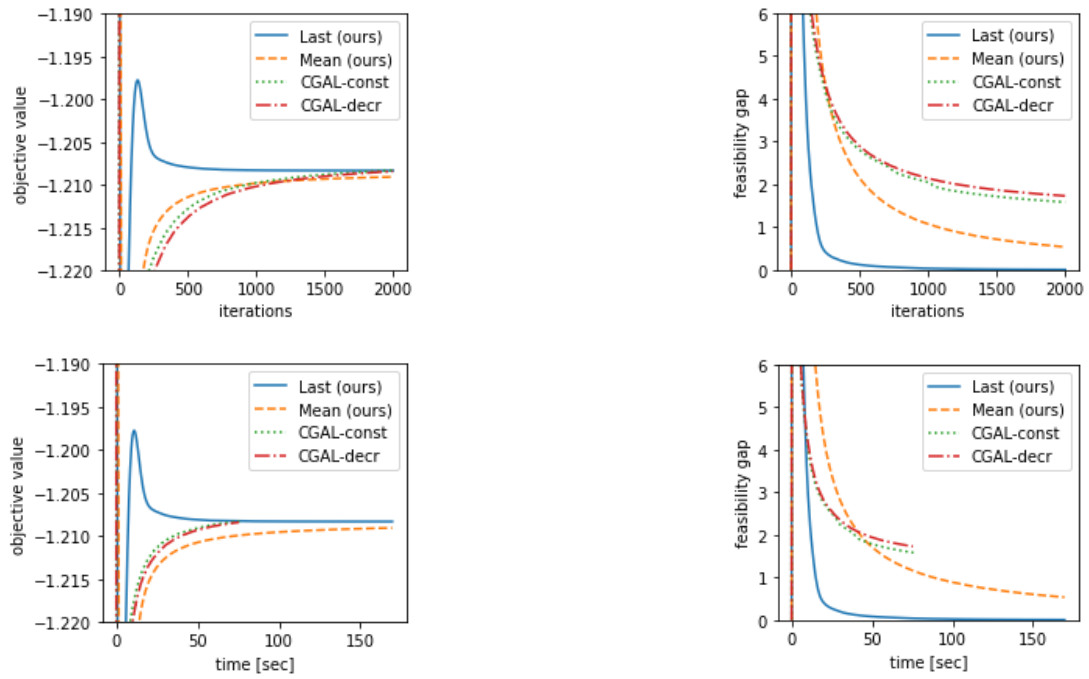 −1.190
−1.195
−1.200
−1.205
−1.210
−1.215
−1.220
objective value
Last (ours)
Mean (ours)
CGAL-const
CGAL-decr
0 500 1000 1500 2000
iterations
6
5
4
3
2
1
0
feasibility gap
Last (ours)
Mean (ours)
CGAL-const
CGAL-decr
0 500 1000 1500 2000
iterations
−1.190
−1.195
−1.200
−1.205
−1.210
−1.215
−1.220
objective value
Last (ours)
Mean (ours)
CGAL-const
CGAL-decr
0 50 100 150
time [sec]
6
5
4
3
2
1
0
feasibility gap
Last (ours)
Mean (ours)
CGAL-const
CGAL-decr
0 50 100 150
time [sec]